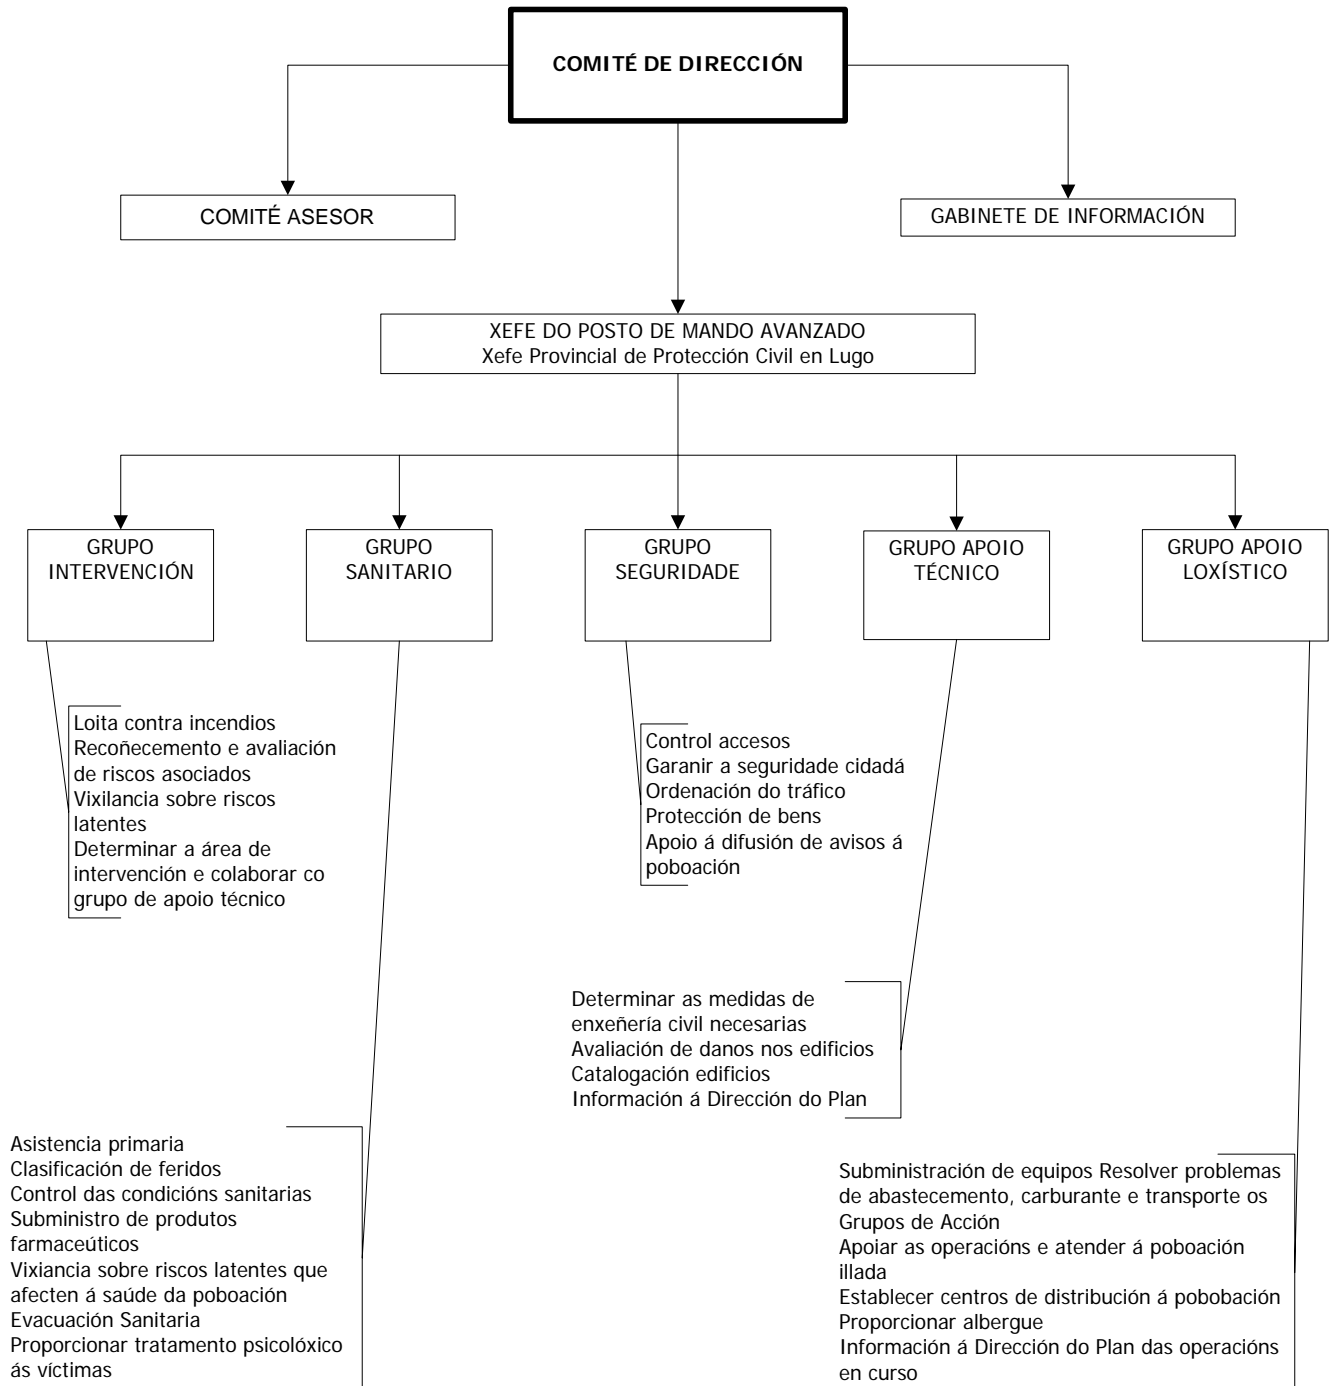 COMITÉ DE DIRECCIÓN
COMITÉ ASESOR
GABINETE DE INFORMACIÓN
XEFE DO POSTO DE MANDO AVANZADO
Xefe Provincial de Protección Civil en Lugo
GRUPO
INTERVENCIÓN
GRUPO
SANITARIO
GRUPO
SEGURIDADE
GRUPO APOIO
TÉCNICO
GRUPO APOIO
LOXÍSTICO
Loita contra incendios
Recoñecemento e avaliación
de riscos asociados
Vixilancia sobre riscos
latentes
Determinar a área de
intervención e colaborar co
grupo de apoio técnico
Control accesos
Garanir a seguridade cidadá
Ordenación do tráfico
Protección de bens
Apoio á difusión de avisos á
poboación
Determinar as medidas de
enxeñería civil necesarias
Avaliación de danos nos edificios
Catalogación edificios
Información á Dirección do Plan
Asistencia primaria
Clasificación de feridos
Control das condicións sanitarias
Subministro de produtos
farmaceúticos
Vixiancia sobre riscos latentes que
afecten á saúde da poboación
Evacuación Sanitaria
Proporcionar tratamento psicolóxico
ás víctimas
Subministración de equipos Resolver problemas
de abastecemento, carburante e transporte os
Grupos de Acción
Apoiar as operacións e atender á poboación
illada
Establecer centros de distribución á pobobación
Proporcionar albergue
Información á Dirección do Plan das operacións
en curso